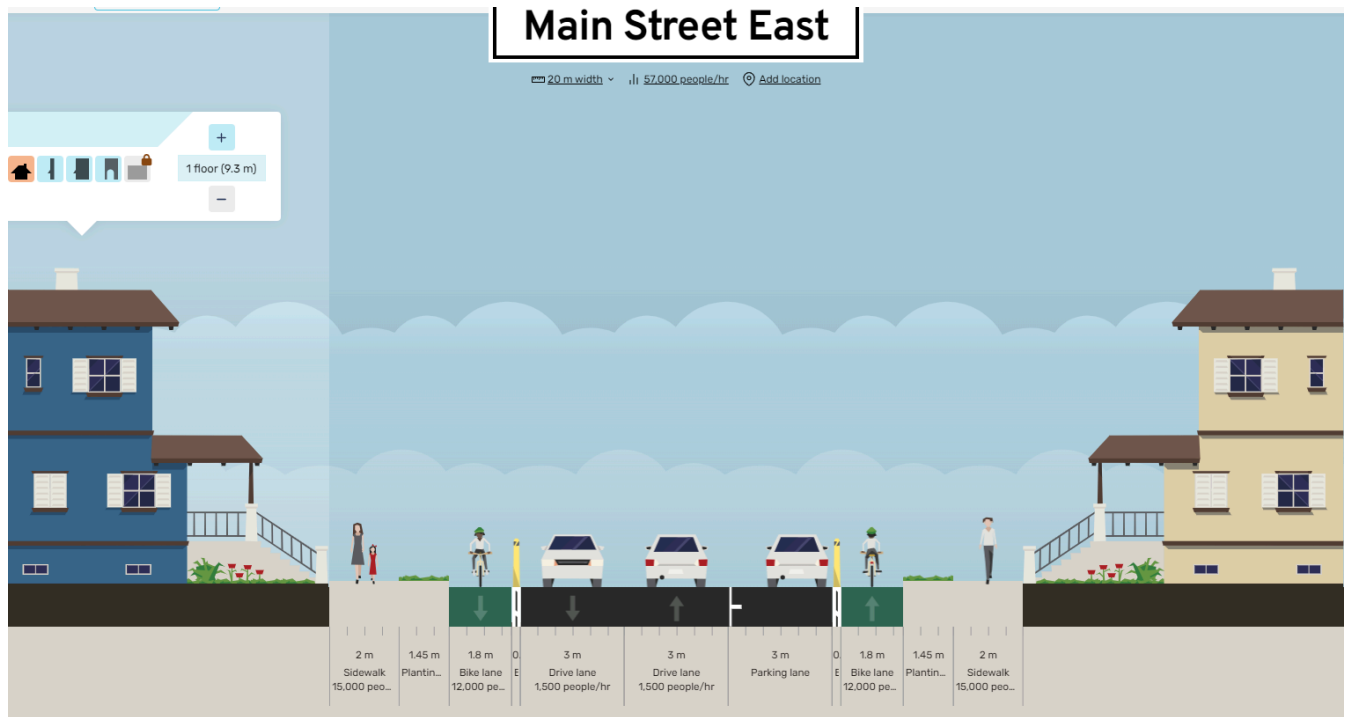 Main Street East
20 m width 57,000 people/hr Add location
+
1 floor (9.3 m)
−
2 m 1.45 m 1.8 m 0. 3 m 3 m 3 m 0. 1.8 m 1.45 m 2 m
Sidewalk Plantin... Bike lane E Drive lane Drive lane Parking lane E Bike lane Plantin... Sidewalk
15,000 peo... 12,000 pe... 1,500 people/hr 1,500 people/hr 12,000 pe... 15,000 peo...